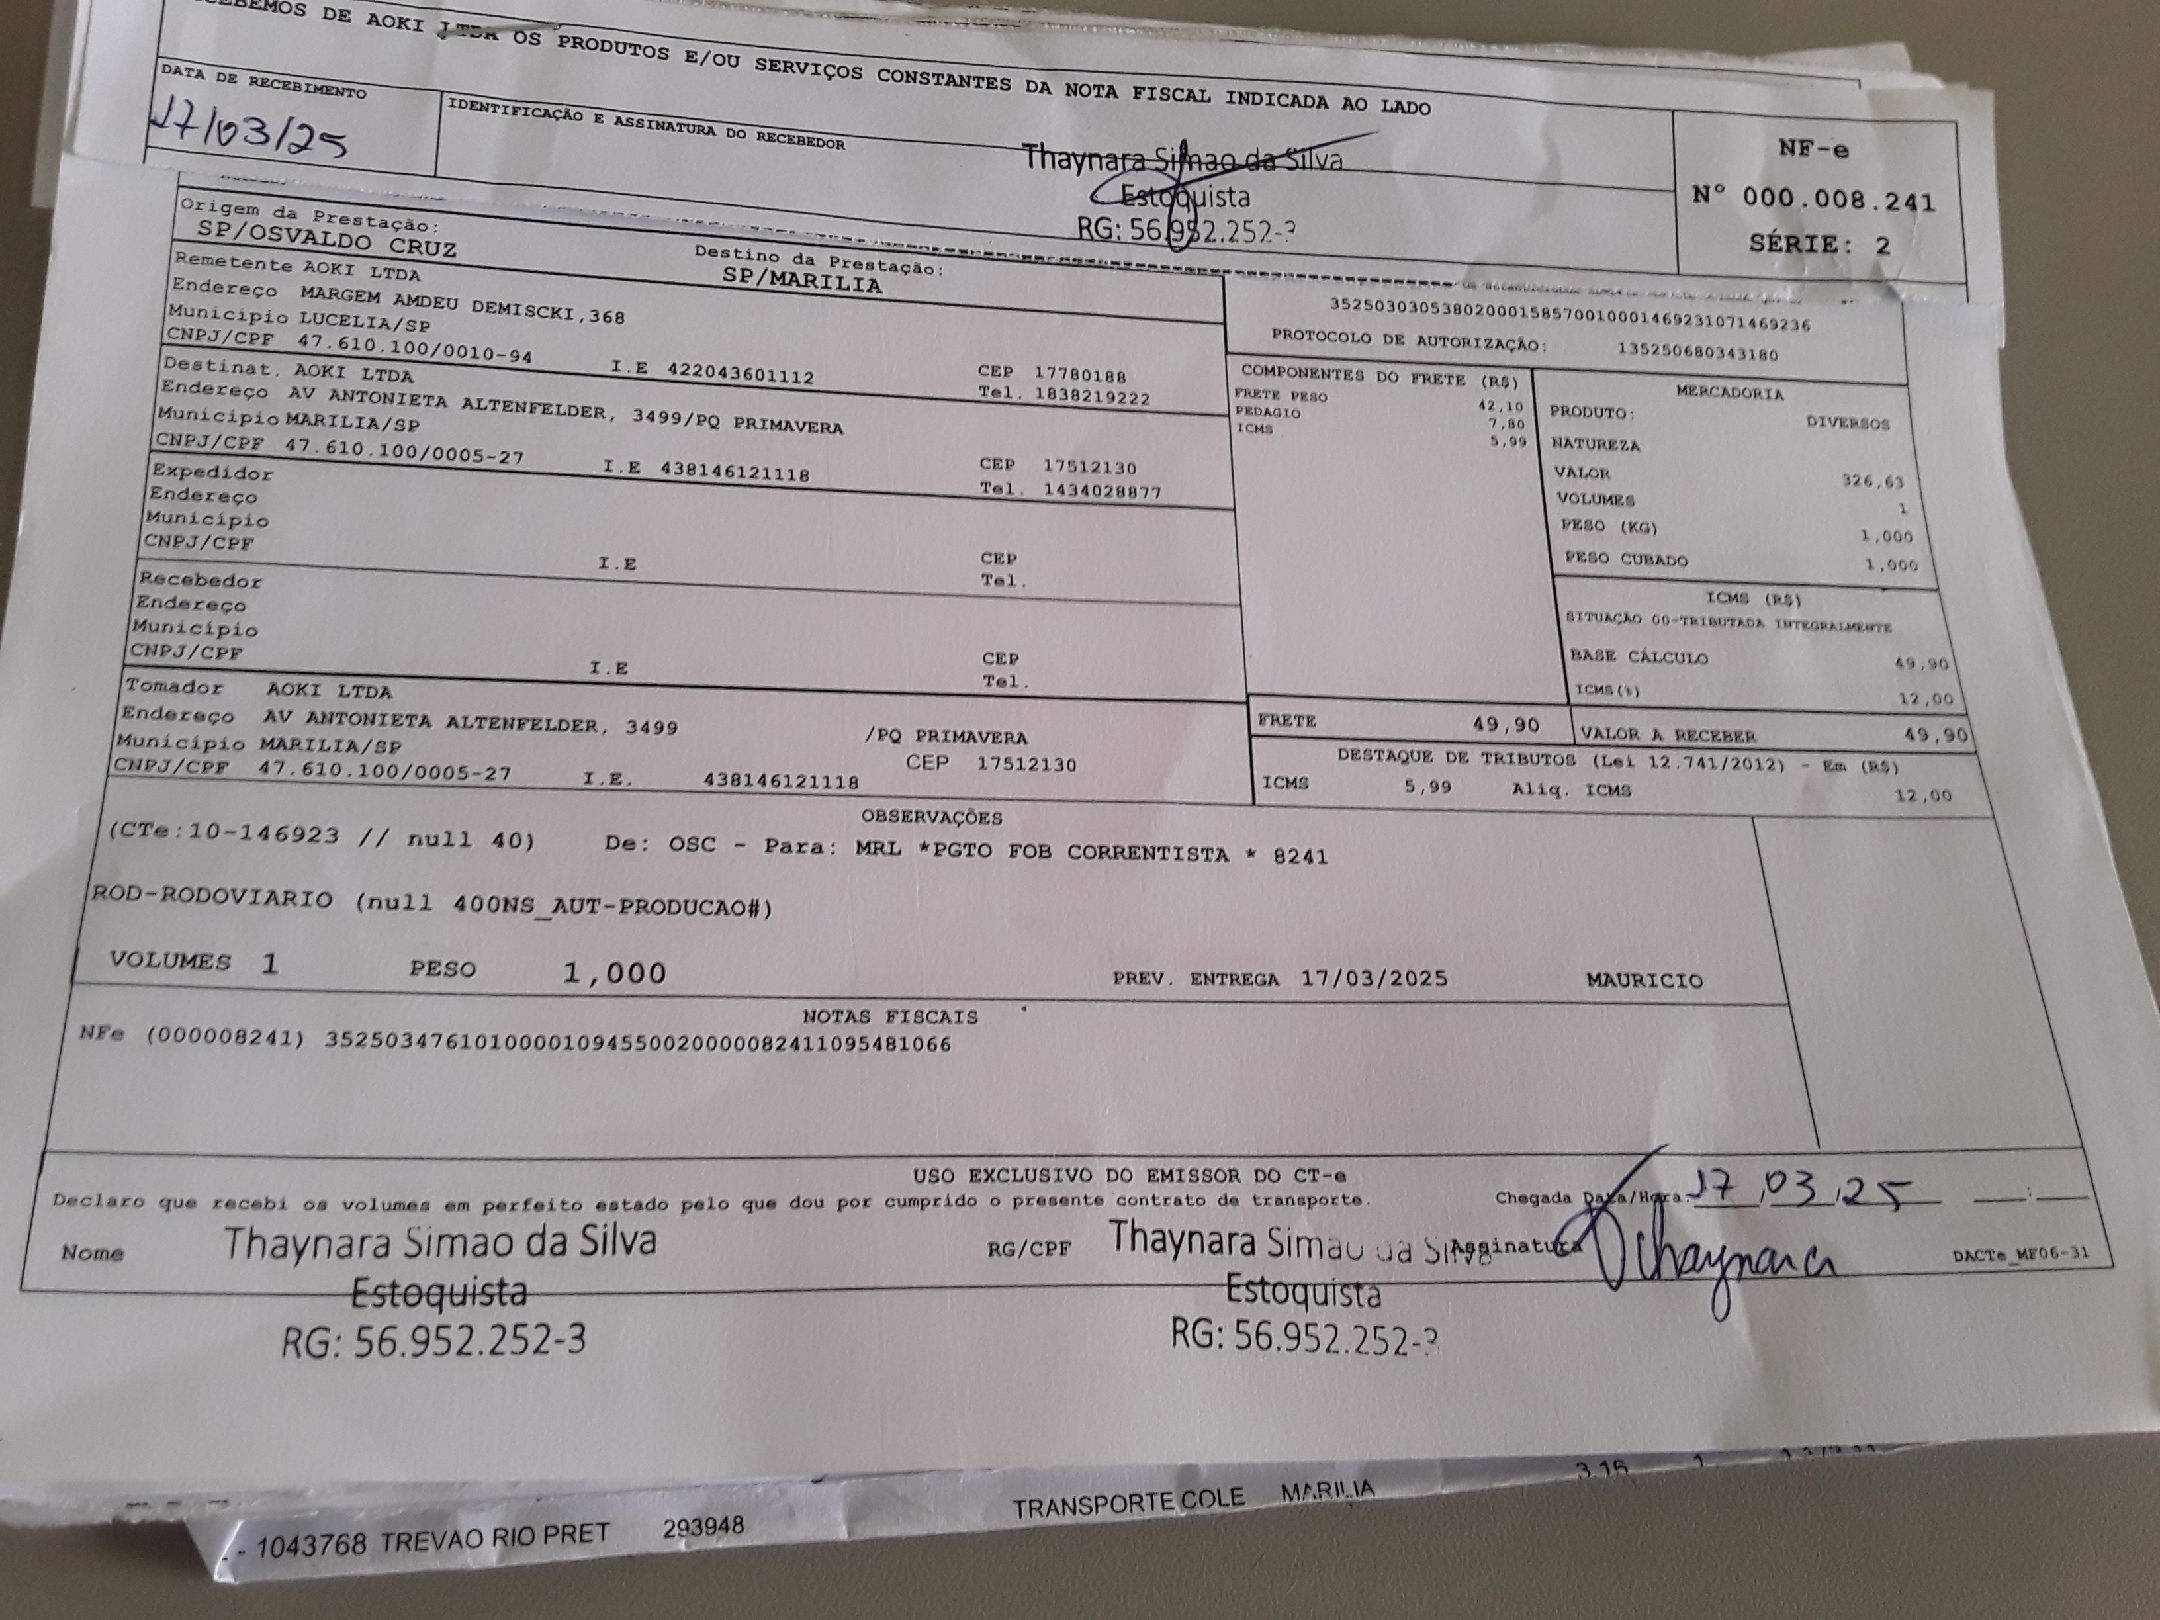 DE AOKI LTDA OS PRODUTOS E/OU SERVIÇOS CONSTANTES DA NOTA FISCAL INDICADA AO LADO
DATA DE RECEBIMENTO
17/03/25
IDENTIFICAÇÃO E ASSINATURA DO RECEBEDOR
Thaynara Simao da Silva
Estoquista
RG: 56.952.252-3
NF-e
Nº 000.008.241
SÉRIE: 2
Origem da Prestação:
SP/OSVALDO CRUZ
Destino da Prestação:
SP/MARILIA
Remetente AOKI LTDA
Endereço MARGEM AMDEU DEMISCKI,368
Município LUCELIA/SP
CNPJ/CPF 47.610.100/0010-94 I.E 422043601112
CEP 17780188
Tel. 1838219222
Destinat. AOKI LTDA
Endereço AV ANTONIETA ALTENFELDER, 3499/PQ PRIMAVERA
Município MARILIA/SP
CNPJ/CPF 47.610.100/0005-27 I.E 438146121118
CEP 17512130
Tel. 1434028877
Expedidor
Endereço
Município
CNPJ/CPF I.E
CEP
Tel.
Recebedor
Endereço
Município
CNPJ/CPF I.E
CEP
Tel.
Tomador AOKI LTDA
Endereço AV ANTONIETA ALTENFELDER, 3499 /PQ PRIMAVERA
Município MARILIA/SP CEP 17512130
CNPJ/CPF 47.610.100/0005-27 I.E. 438146121118
35250303053802000158570010001469231071469236
PROTOCOLO DE AUTORIZAÇÃO: 135250680343180
COMPONENTES DO FRETE (R$)
FRETE PESO 42,10
PEDAGIO 7,80
ICMS 5,99
MERCADORIA
PRODUTO: DIVERSOS
NATUREZA
VALOR 326,63
VOLUMES 1
PESO (KG) 1,000
PESO CUBADO 1,000
ICMS (R$)
SITUAÇÃO 00-TRIBUTADA INTEGRALMENTE
BASE CÁLCULO 49,90
ICMS(%) 12,00
FRETE 49,90
VALOR A RECEBER 49,90
DESTAQUE DE TRIBUTOS (Lei 12.741/2012) - Em (R$)
ICMS 5,99 Aliq. ICMS 12,00
OBSERVAÇÕES
(CTe:10-146923 // null 40) De: OSC - Para: MRL *PGTO FOB CORRENTISTA * 8241
ROD-RODOVIARIO (null 400NS_AUT-PRODUCAO#)
VOLUMES 1 PESO 1,000 PREV. ENTREGA 17/03/2025 MAURICIO
NOTAS FISCAIS
NFe (000008241) 35250347610100001094550020000082411095481066
USO EXCLUSIVO DO EMISSOR DO CT-e
Declaro que recebi os volumes em perfeito estado pelo que dou por cumprido o presente contrato de transporte.
Chegada Data/Hora: 17/03/25 :
Nome Thaynara Simao da Silva
Estoquista
RG: 56.952.252-3
RG/CPF Thaynara Simao da Silva
Estoquista
RG: 56.952.252-3
Assinatura Thaynara
DACTe_MF06-31
- 1043768 TREVAO RIO PRET 293948 TRANSPORTE COLE MARILIA 3.16 1